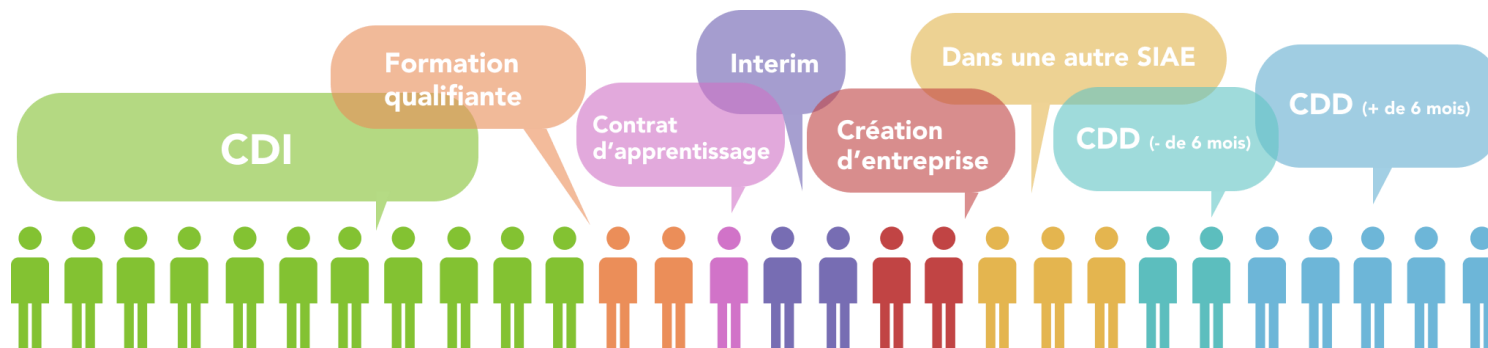 CDI
Formation
qualifiante
Contrat
d'apprentissage
Interim
Création
d'entreprise
Dans une autre SIAE
CDD (- de 6 mois)
CDD (+ de 6 mois)